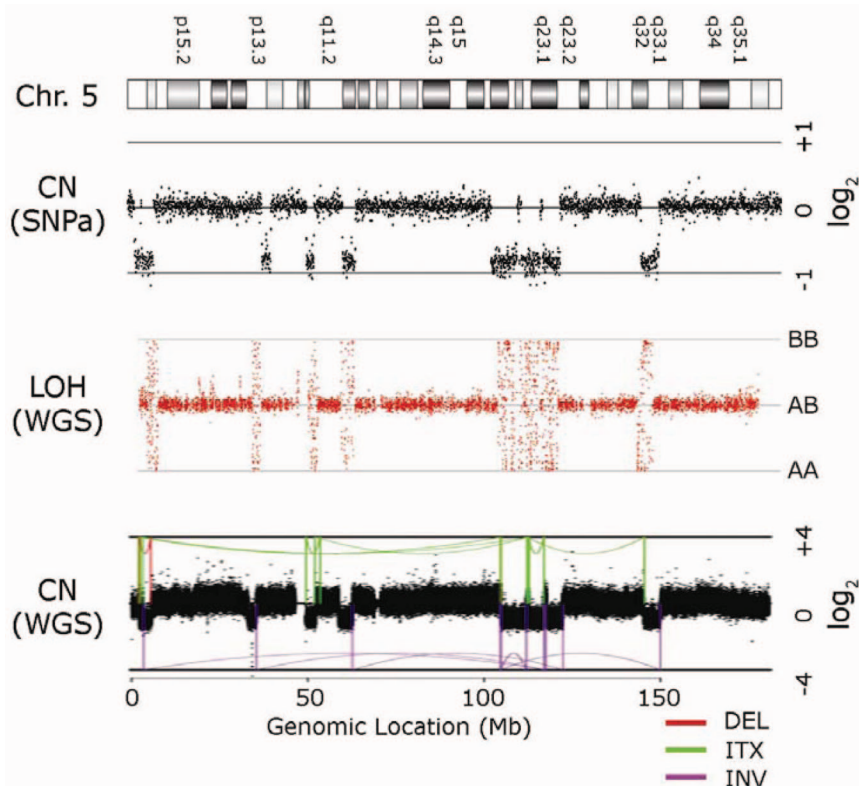 p15.2 p13.3 q11.2 q14.3 q15 q23.1 q23.2 q32 q33.1 q34 q35.1
Chr. 5
+1
CN
(SNPa)
0
log2
-1
BB
LOH
(WGS)
AB
AA
+4
CN
(WGS)
0
log2
-4
0 50 100 150
Genomic Location (Mb)
DEL
ITX
INV